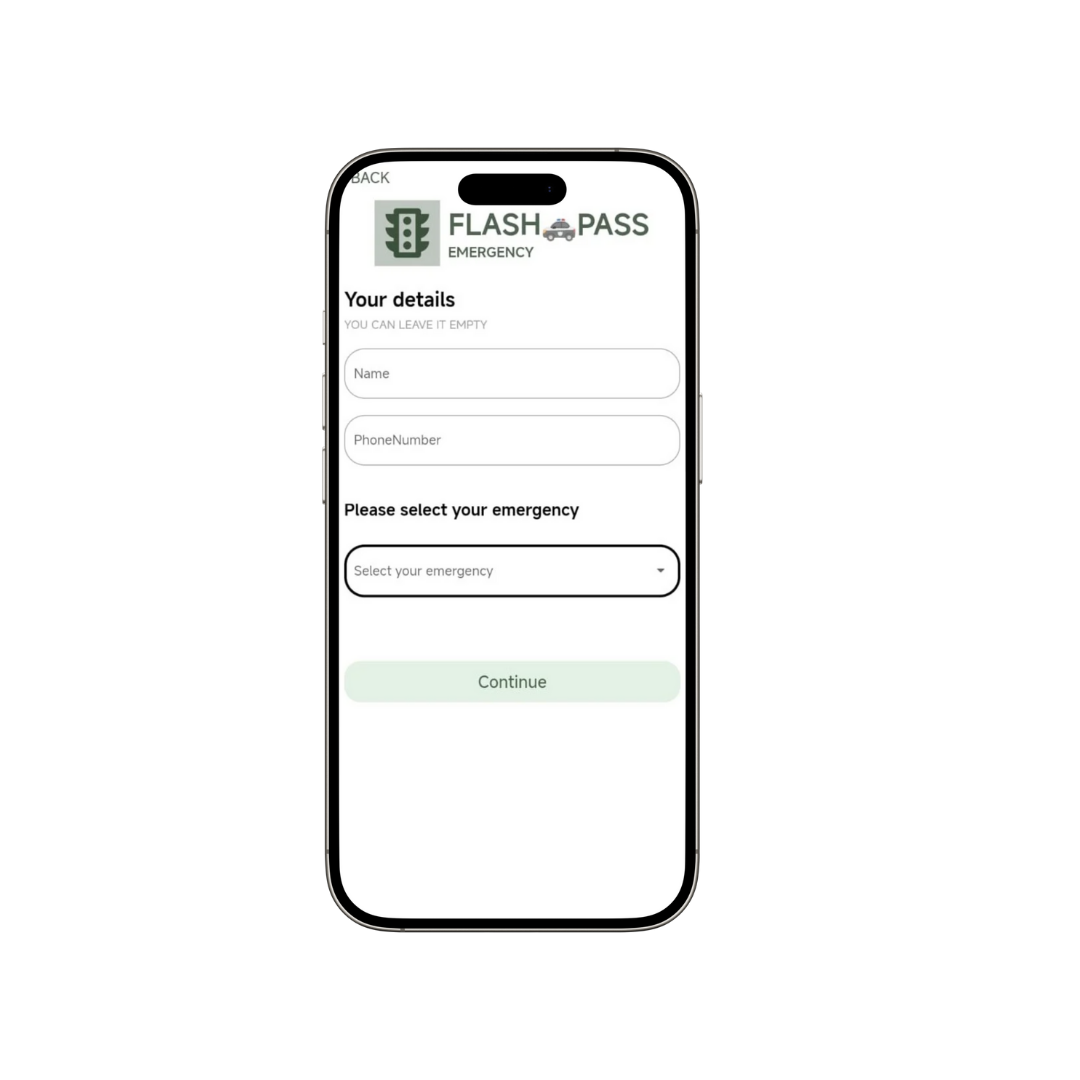 BACK
FLASH PASS
EMERGENCY
Your details
YOU CAN LEAVE IT EMPTY
Name
PhoneNumber
Please select your emergency
Select your emergency
Continue